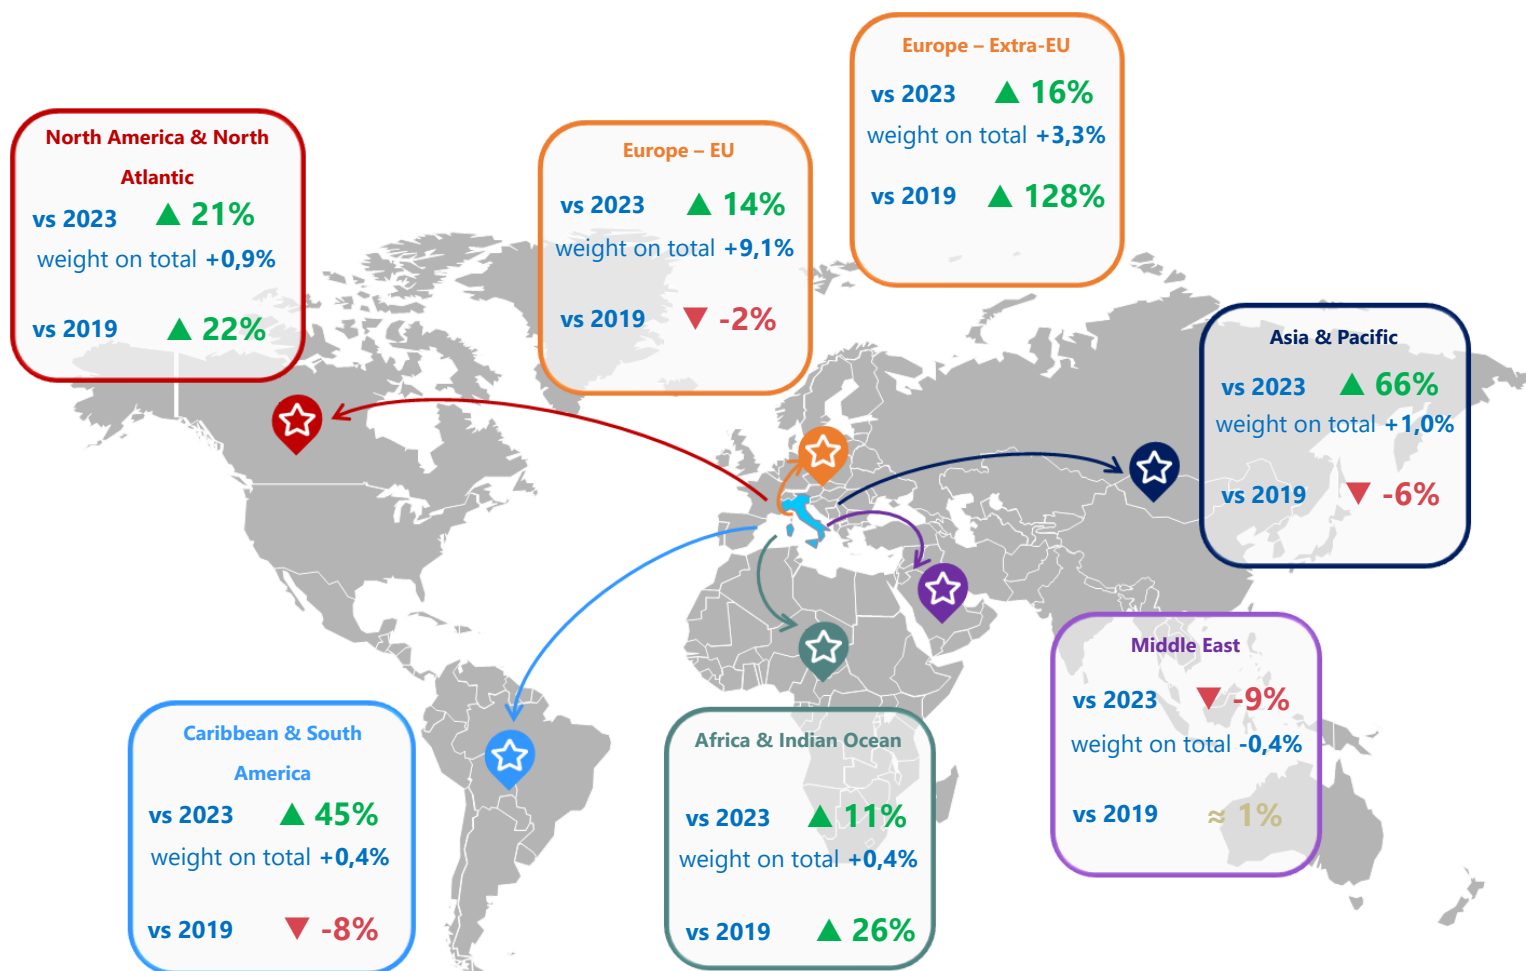 Europe – Extra-EU
vs 2023 ▲ 16%
weight on total +3,3%
vs 2019 ▲ 128%
North America & North
Atlantic
vs 2023 ▲ 21%
weight on total +0,9%
vs 2019 ▲ 22%
Europe – EU
vs 2023 ▲ 14%
weight on total +9,1%
vs 2019 ▼ -2%
Asia & Pacific
vs 2023 ▲ 66%
weight on total +1,0%
vs 2019 ▼ -6%
Middle East
vs 2023 ▼ -9%
weight on total -0,4%
vs 2019 ≈ 1%
Caribbean & South
America
vs 2023 ▲ 45%
weight on total +0,4%
vs 2019 ▼ -8%
Africa & Indian Ocean
vs 2023 ▲ 11%
weight on total +0,4%
vs 2019 ▲ 26%